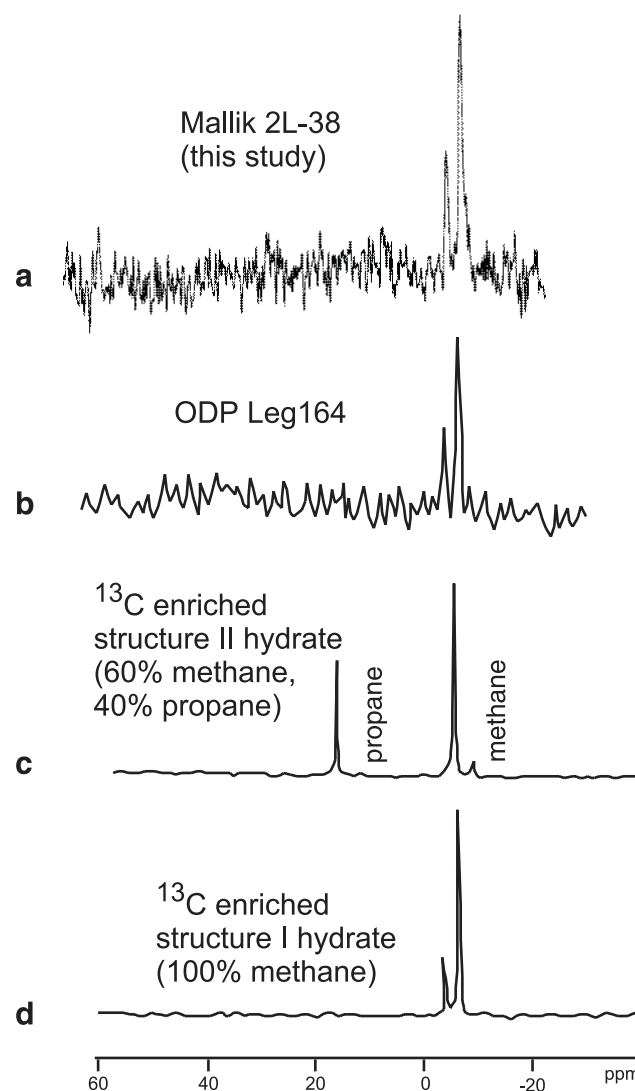 Mallik 2L-38
(this study)
a
ODP Leg164
b
13C enriched
structure II hydrate
(60% methane,
40% propane)
propane
methane
c
13C enriched
structure I hydrate
(100% methane)
d
60 40 20 0 -20 ppm